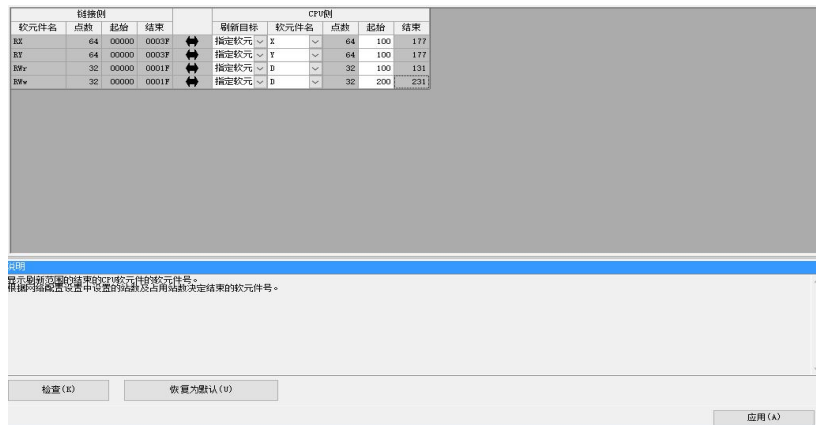 链接侧 CPU侧
软元件名 点数 起始 结束 刷新目标 软元件名 点数 起始 结束
RX 64 00000 0003F 指定软元 X 64 100 177
RY 64 00000 0003F 指定软元 Y 64 100 177
RWr 32 00000 0001F 指定软元 D 32 100 131
RWw 32 00000 0001F 指定软元 D 32 200 231
说明
显示刷新范围的结束的CPU软元件的软元件号。
根据网络配置设置中设置的站数及占用站数决定结束的软元件号。
检查(K) 恢复为默认(U)
应用(A)